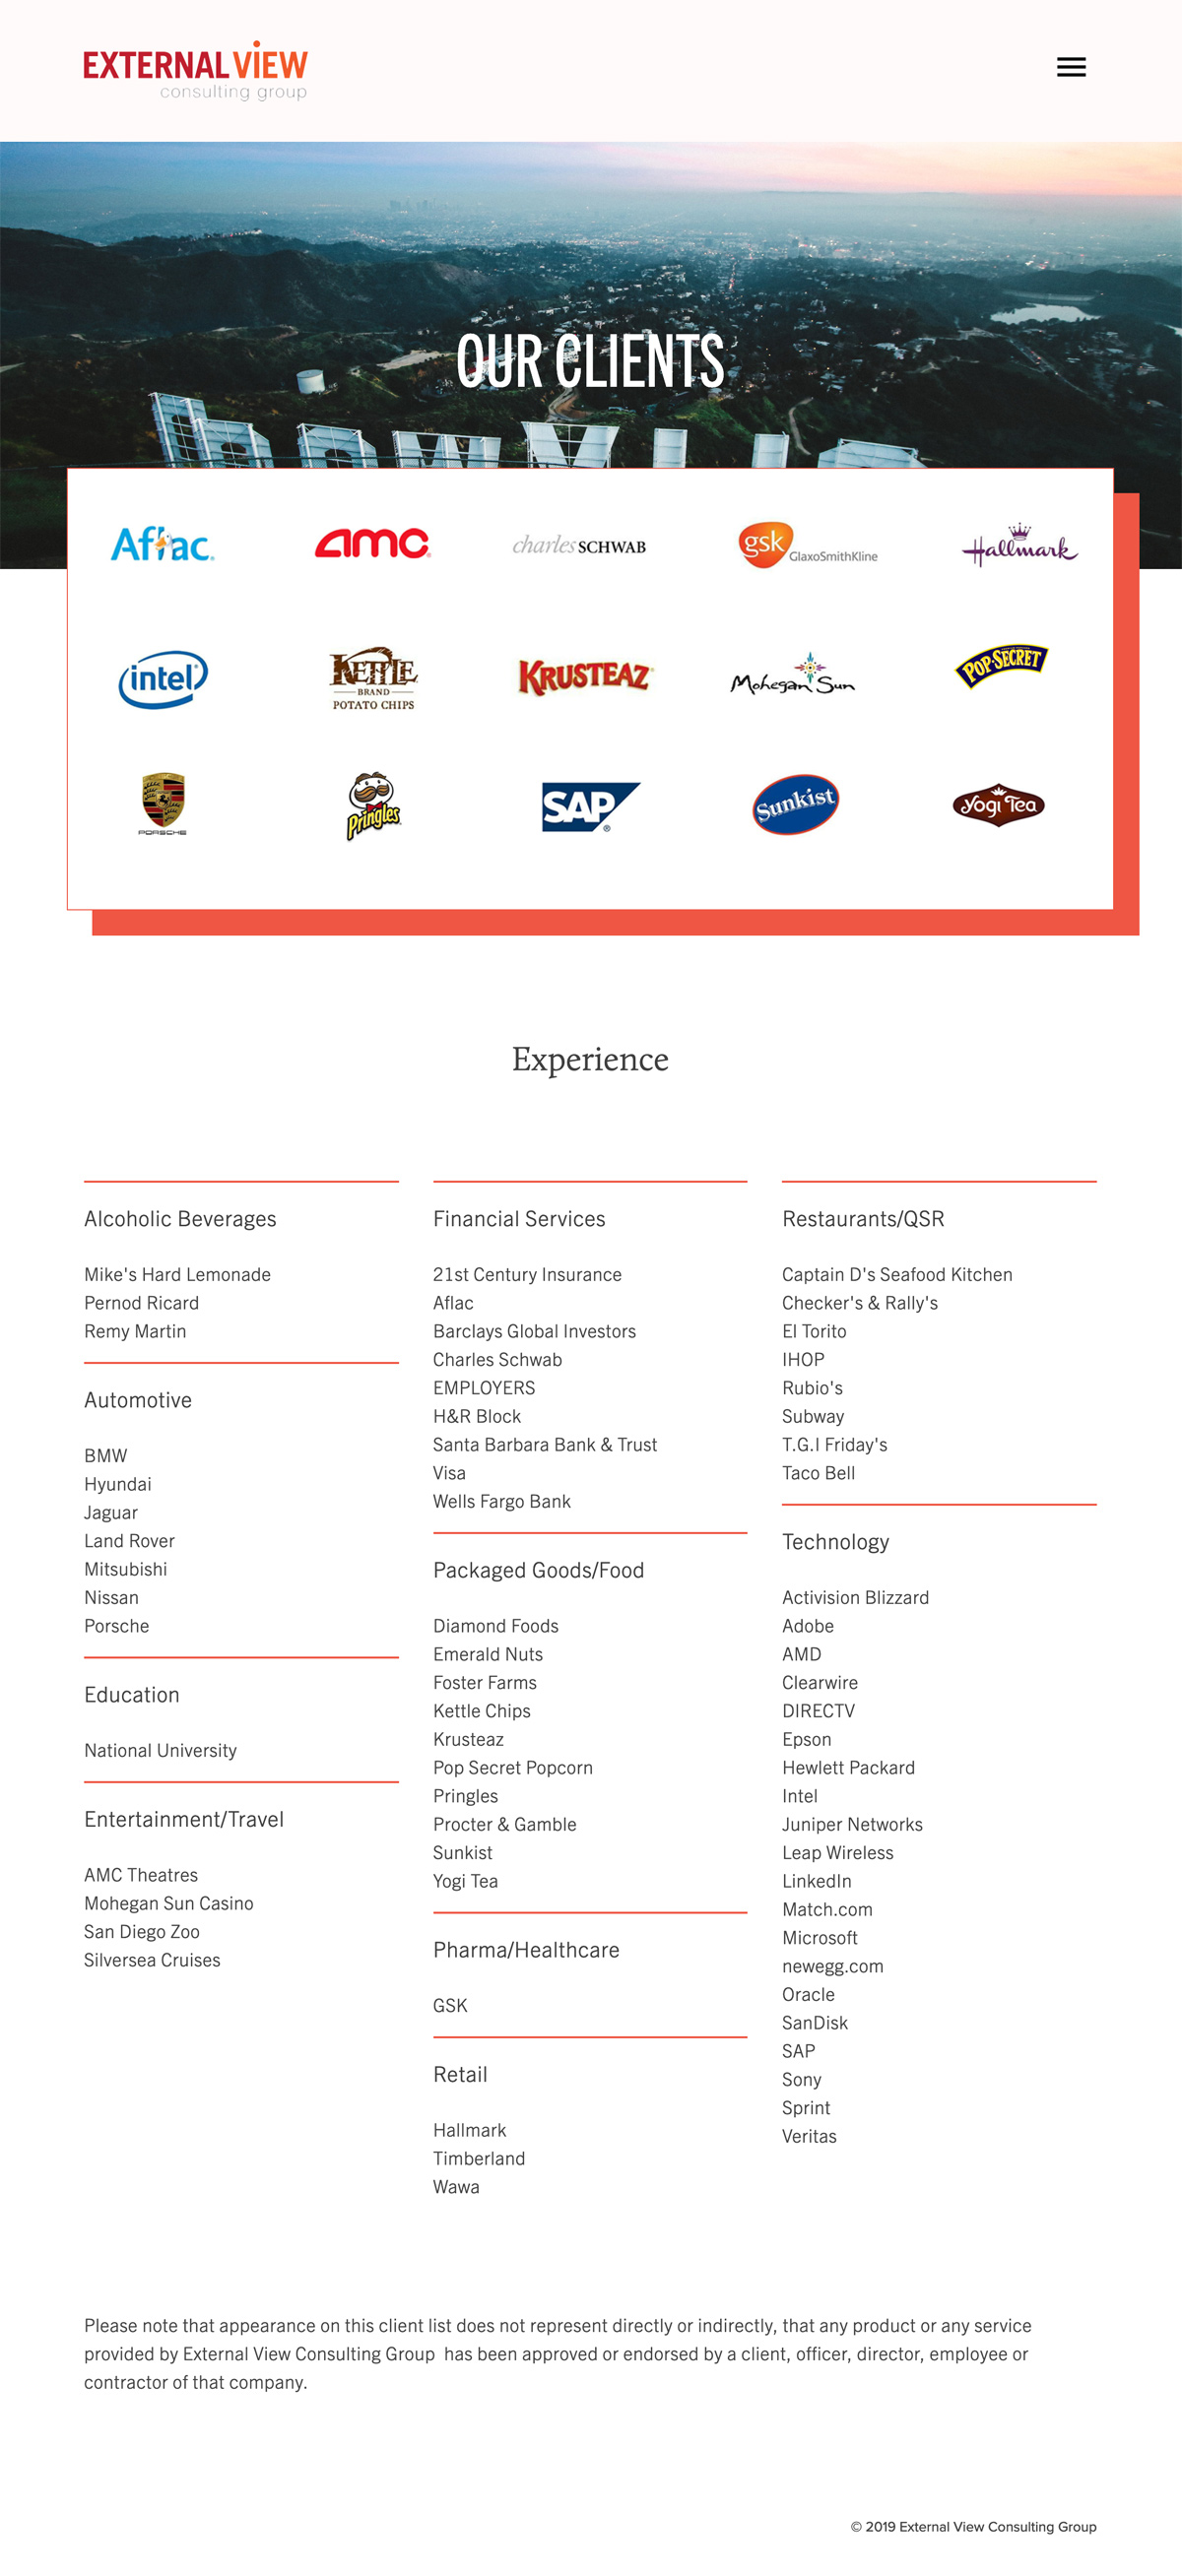 EXTERNAL VIEW
consulting group
OUR CLIENTS
Aflac.
amc
charles SCHWAB
gsk GlaxoSmithKline
Hallmark
intel
KETTLE
BRAND
POTATO CHIPS
KRUSTEAZ
Mohegan Sun
POP·SECRET
PORSCHE
Pringles
SAP
Sunkist
Yogi Tea
Experience
Alcoholic Beverages
Mike's Hard Lemonade
Pernod Ricard
Remy Martin
Automotive
BMW
Hyundai
Jaguar
Land Rover
Mitsubishi
Nissan
Porsche
Education
National University
Entertainment/Travel
AMC Theatres
Mohegan Sun Casino
San Diego Zoo
Silversea Cruises
Financial Services
21st Century Insurance
Aflac
Barclays Global Investors
Charles Schwab
EMPLOYERS
H&R Block
Santa Barbara Bank & Trust
Visa
Wells Fargo Bank
Packaged Goods/Food
Diamond Foods
Emerald Nuts
Foster Farms
Kettle Chips
Krusteaz
Pop Secret Popcorn
Pringles
Procter & Gamble
Sunkist
Yogi Tea
Pharma/Healthcare
GSK
Retail
Hallmark
Timberland
Wawa
Restaurants/QSR
Captain D's Seafood Kitchen
Checker's & Rally's
El Torito
IHOP
Rubio's
Subway
T.G.I Friday's
Taco Bell
Technology
Activision Blizzard
Adobe
AMD
Clearwire
DIRECTV
Epson
Hewlett Packard
Intel
Juniper Networks
Leap Wireless
LinkedIn
Match.com
Microsoft
newegg.com
Oracle
SanDisk
SAP
Sony
Sprint
Veritas
Please note that appearance on this client list does not represent directly or indirectly, that any product or any service
provided by External View Consulting Group  has been approved or endorsed by a client, officer, director, employee or
contractor of that company.
© 2019 External View Consulting Group